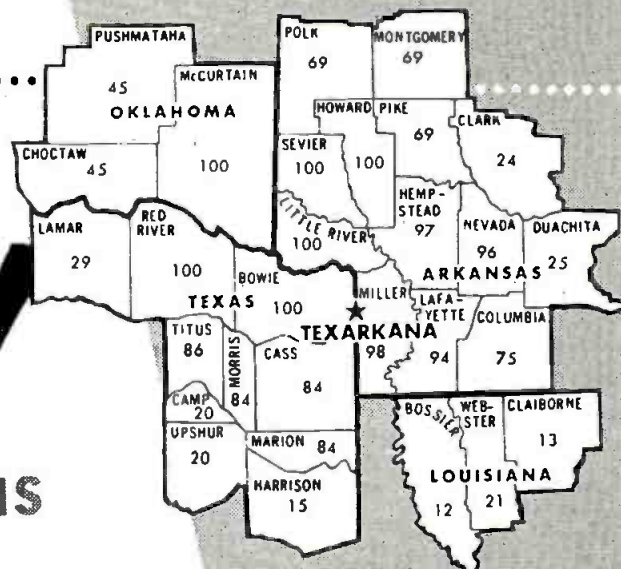 PUSHMATAHA
45
OKLAHOMA
McCURTAIN
100
CHOCTAW
45
POLK
69
MONTGOMERY
69
HOWARD
100
PIKE
69
CLARK
24
SEVIER
100
LITTLE RIVER
100
HEMP-
STEAD
97
NEVADA
96
OUACHITA
25
ARKANSAS
LAMAR
29
RED
RIVER
100
BOWIE
100
TEXAS
TEXARKANA
MILLER
98
LAFA-
YETTE
94
COLUMBIA
75
TITUS
86
MORRIS
84
CASS
84
CAMP
20
UPSHUR
20
MARION 84
HARRISON
15
BOSSIER
12
WEB-
STER
21
CLAIBORNE
13
LOUISIANA
us